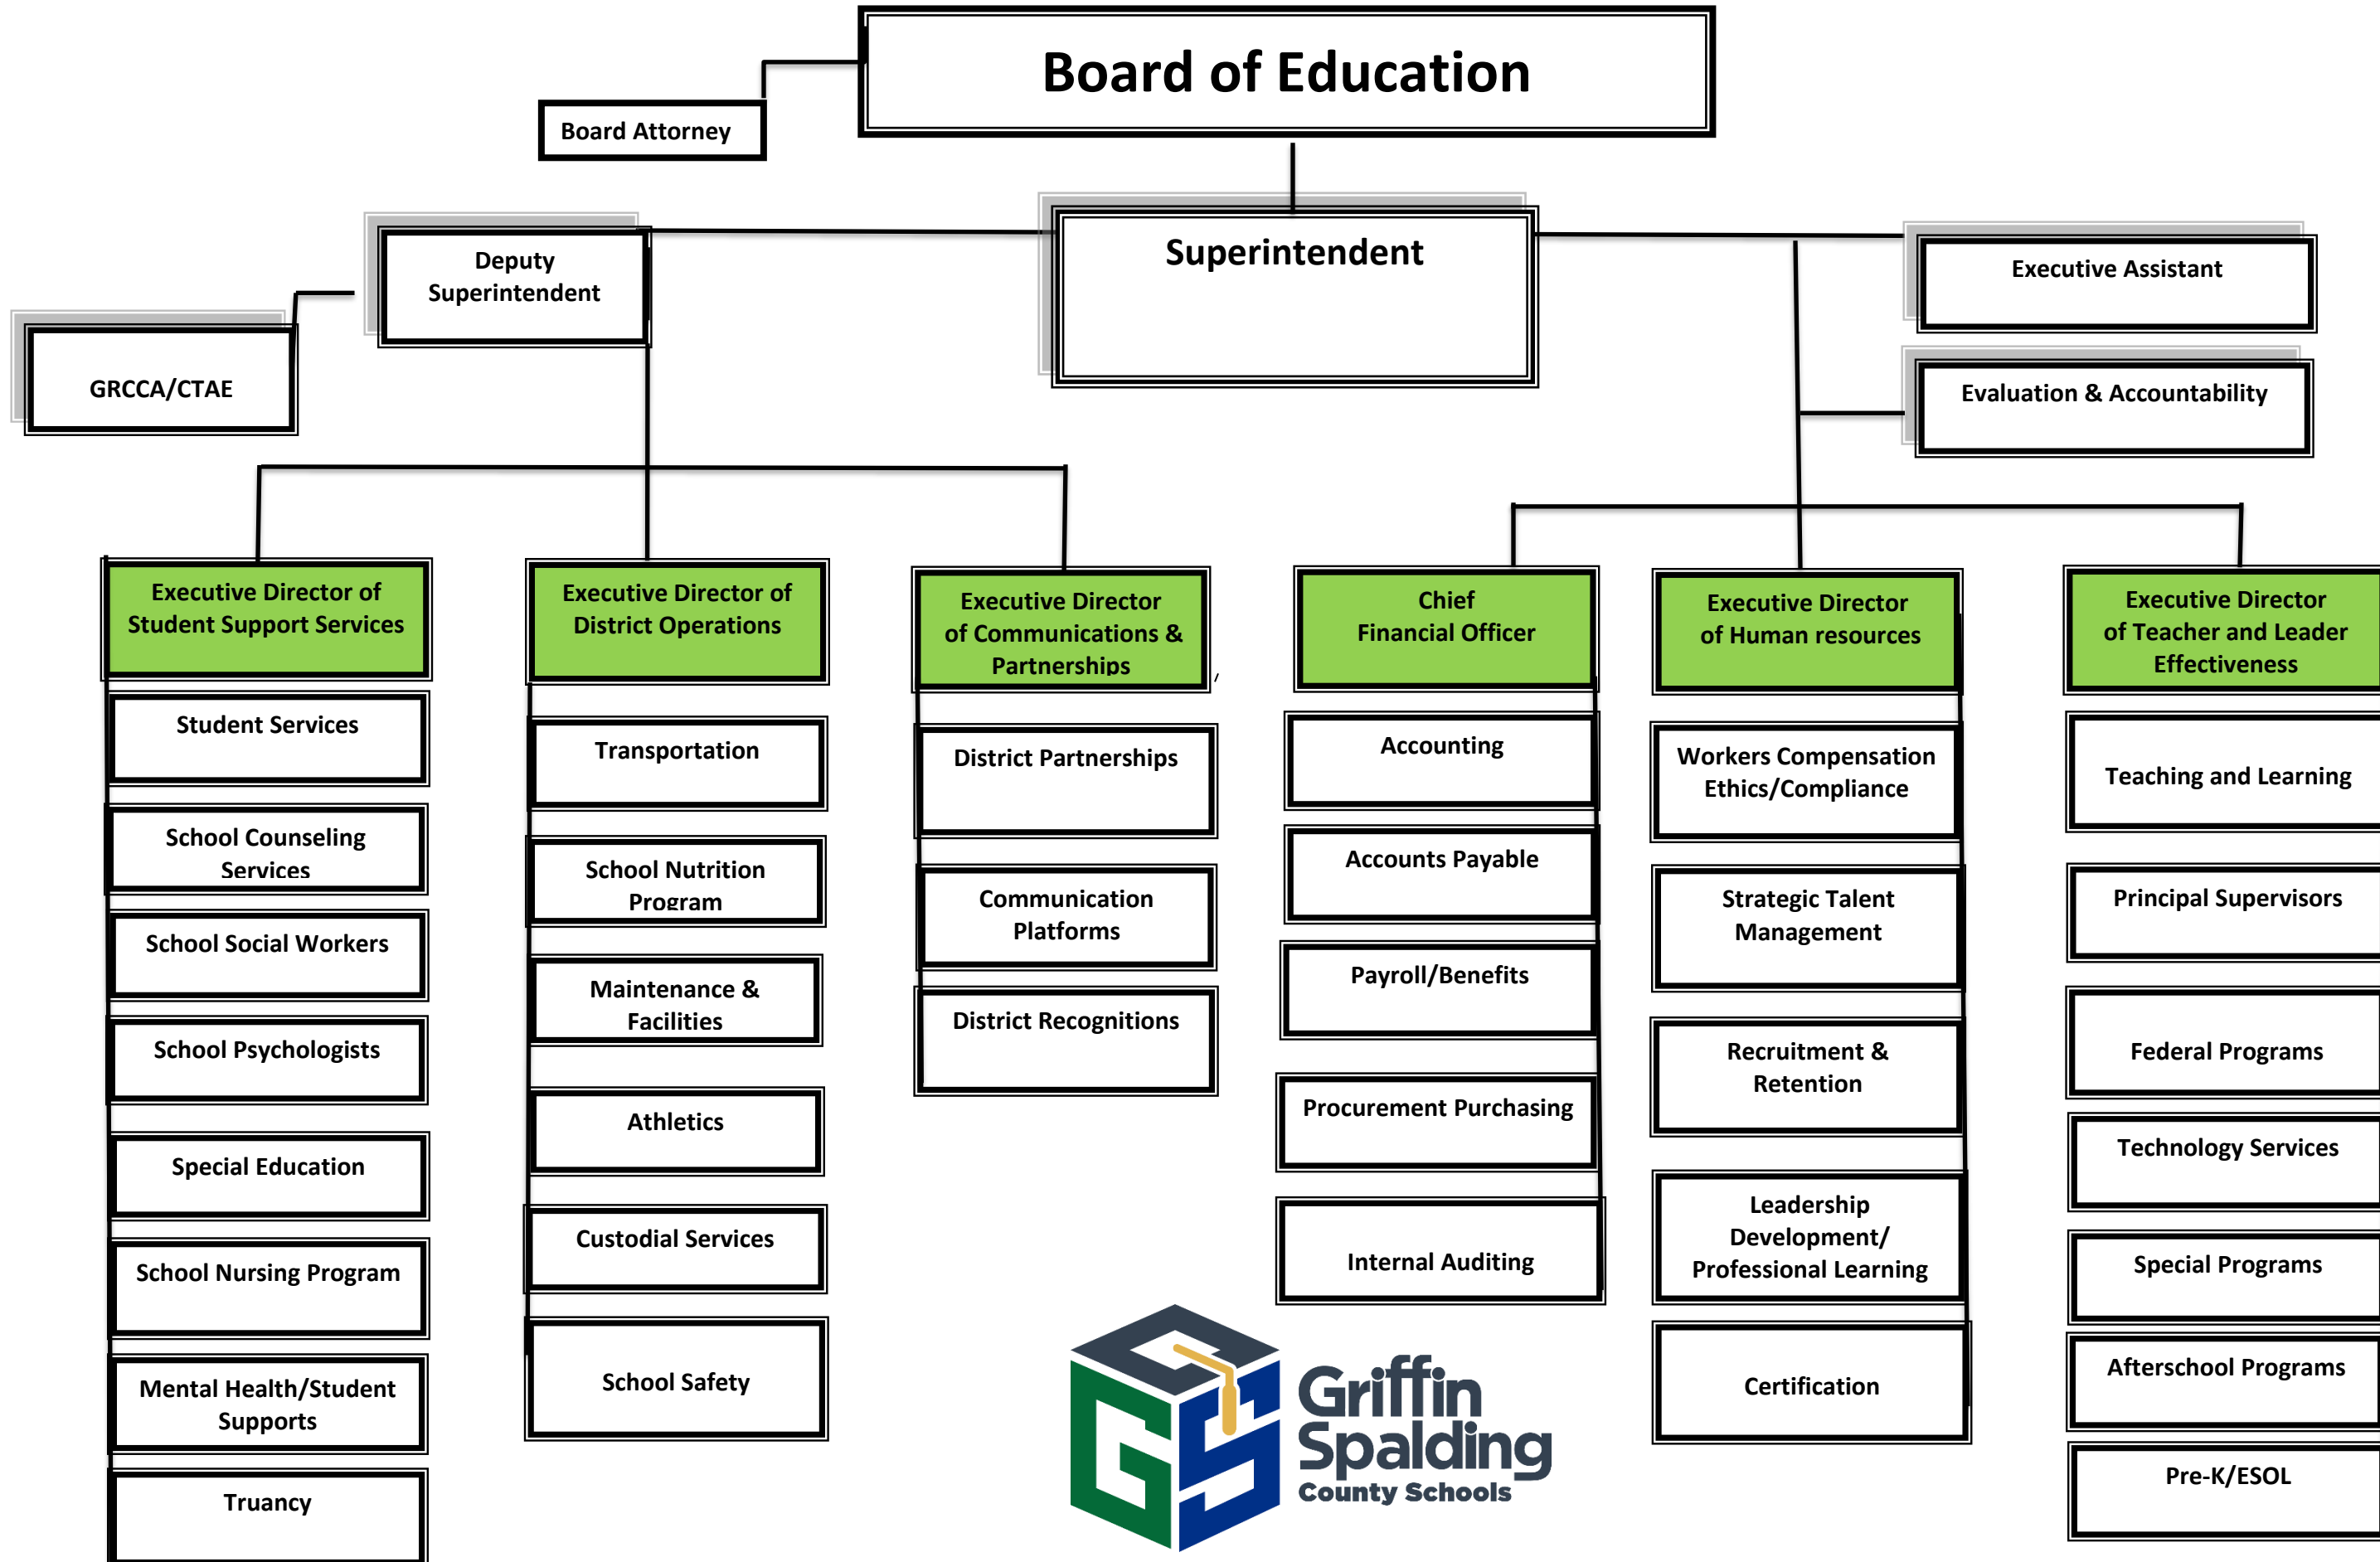 Board of Education
Board Attorney
Superintendent
Deputy
Superintendent
Executive Assistant
GRCCA/CTAE
Evaluation & Accountability
Executive Director of
Student Support Services
Student Services
School Counseling
Services
School Social Workers
School Psychologists
Special Education
School Nursing Program
Mental Health/Student
Supports
Truancy
Executive Director of
District Operations
Transportation
School Nutrition
Program
Maintenance &
Facilities
Athletics
Custodial Services
School Safety
Executive Director
of Communications &
Partnerships
,
District Partnerships
Communication
Platforms
District Recognitions
Chief
Financial Officer
Accounting
Accounts Payable
Payroll/Benefits
Procurement Purchasing
Internal Auditing
Executive Director
of Human resources
Workers Compensation
Ethics/Compliance
Strategic Talent
Management
Recruitment &
Retention
Leadership
Development/
Professional Learning
Certification
Executive Director
of Teacher and Leader
Effectiveness
Teaching and Learning
Principal Supervisors
Federal Programs
Technology Services
Special Programs
Afterschool Programs
Pre-K/ESOL
GCS
Griffin
Spalding
County Schools